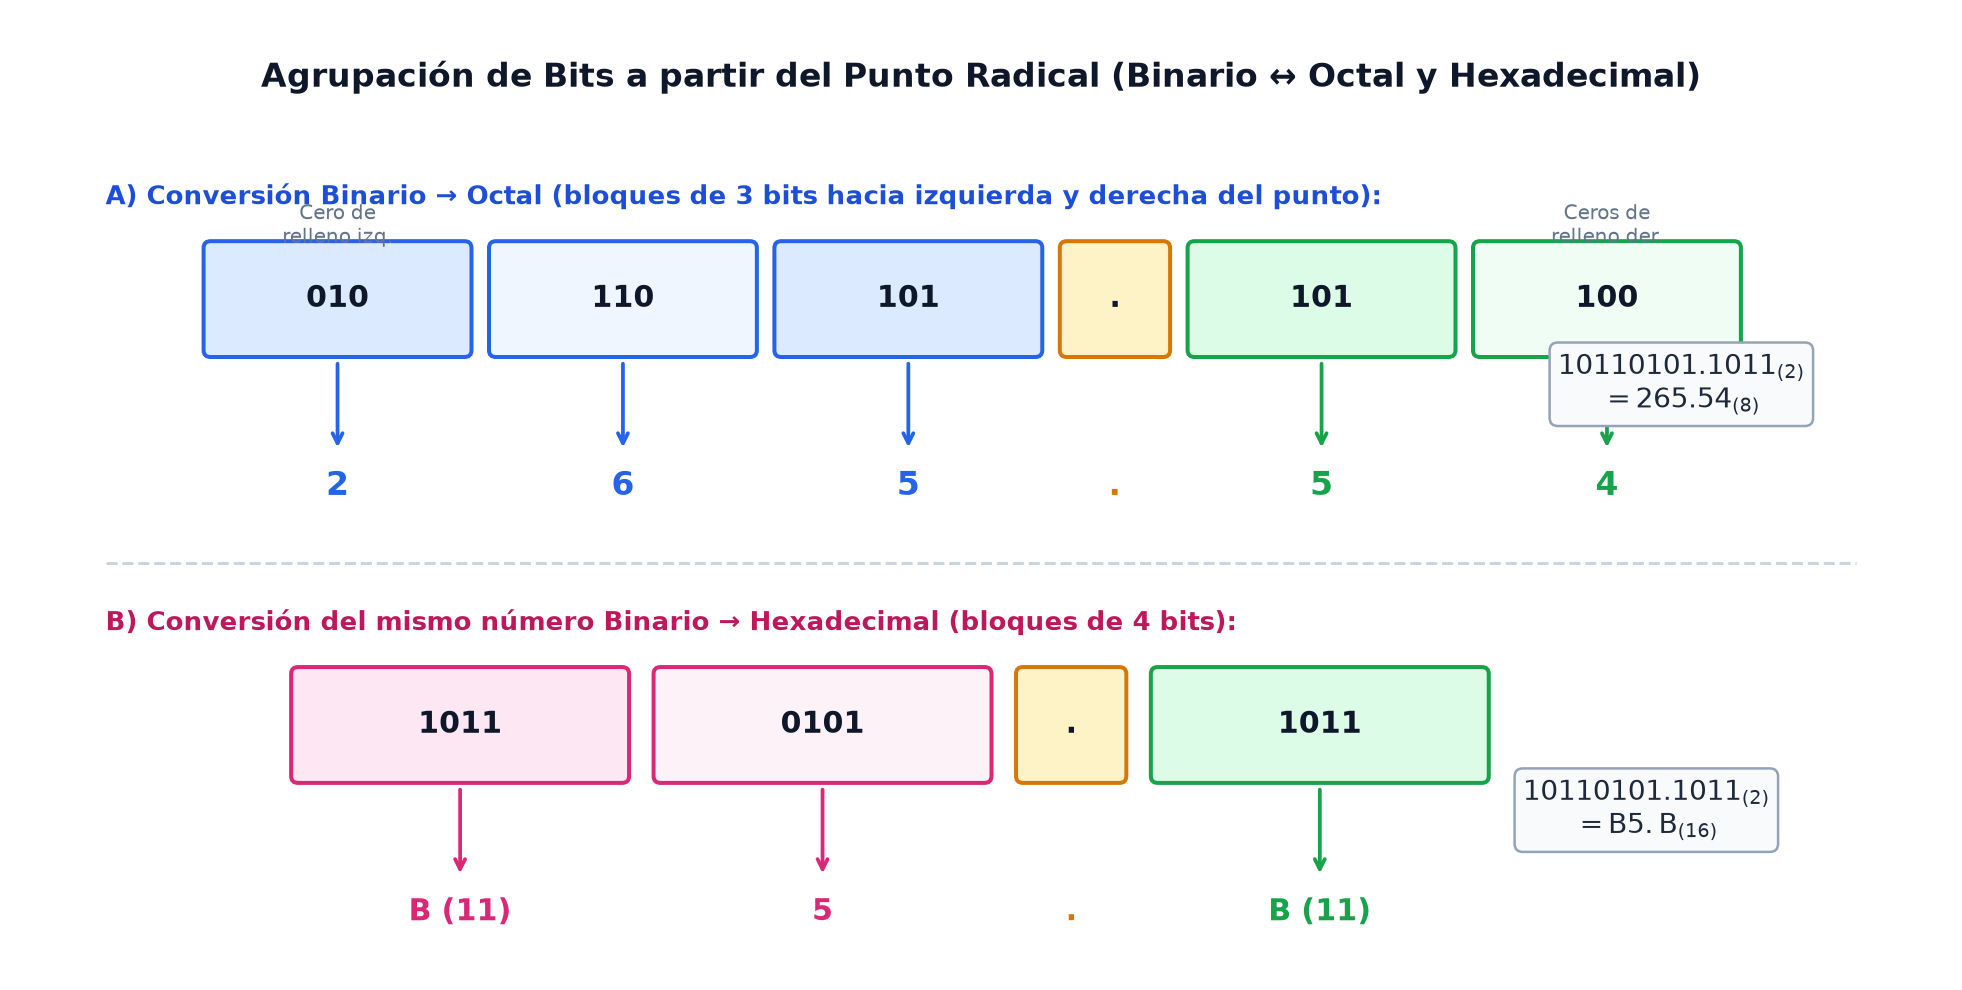 Agrupación de Bits a partir del Punto Radical (Binario ↔ Octal y Hexadecimal)
A) Conversión Binario → Octal (bloques de 3 bits hacia izquierda y derecha del punto):
Cero de
relleno izq.
Ceros de
relleno der
010 110 101 . 101 100
10110101.1011(2)
= 265.54(8)
2 6 5 . 5 4
B) Conversión del mismo número Binario → Hexadecimal (bloques de 4 bits):
1011 0101 . 1011
10110101.1011(2)
= B5.B(16)
B (11) 5 . B (11)